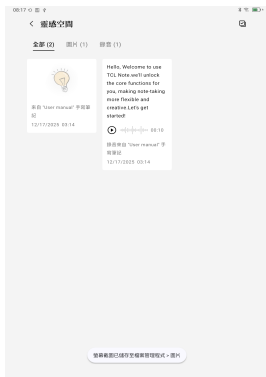 08:17
靈感空間
全部 (2)
圖片 (1)
錄音 (1)
來自 "User manual" 手寫筆
記
12/17/2025 03:14
Hello, Welcome to use
TCL Note.we'll unlock
the core functions for
you, making note-taking
more flexible and
creative.Let's get
started!
00:10
錄音來自 "User manual" 手
寫筆記
12/17/2025 03:14
螢幕截圖已儲存至檔案管理程式 > 圖片